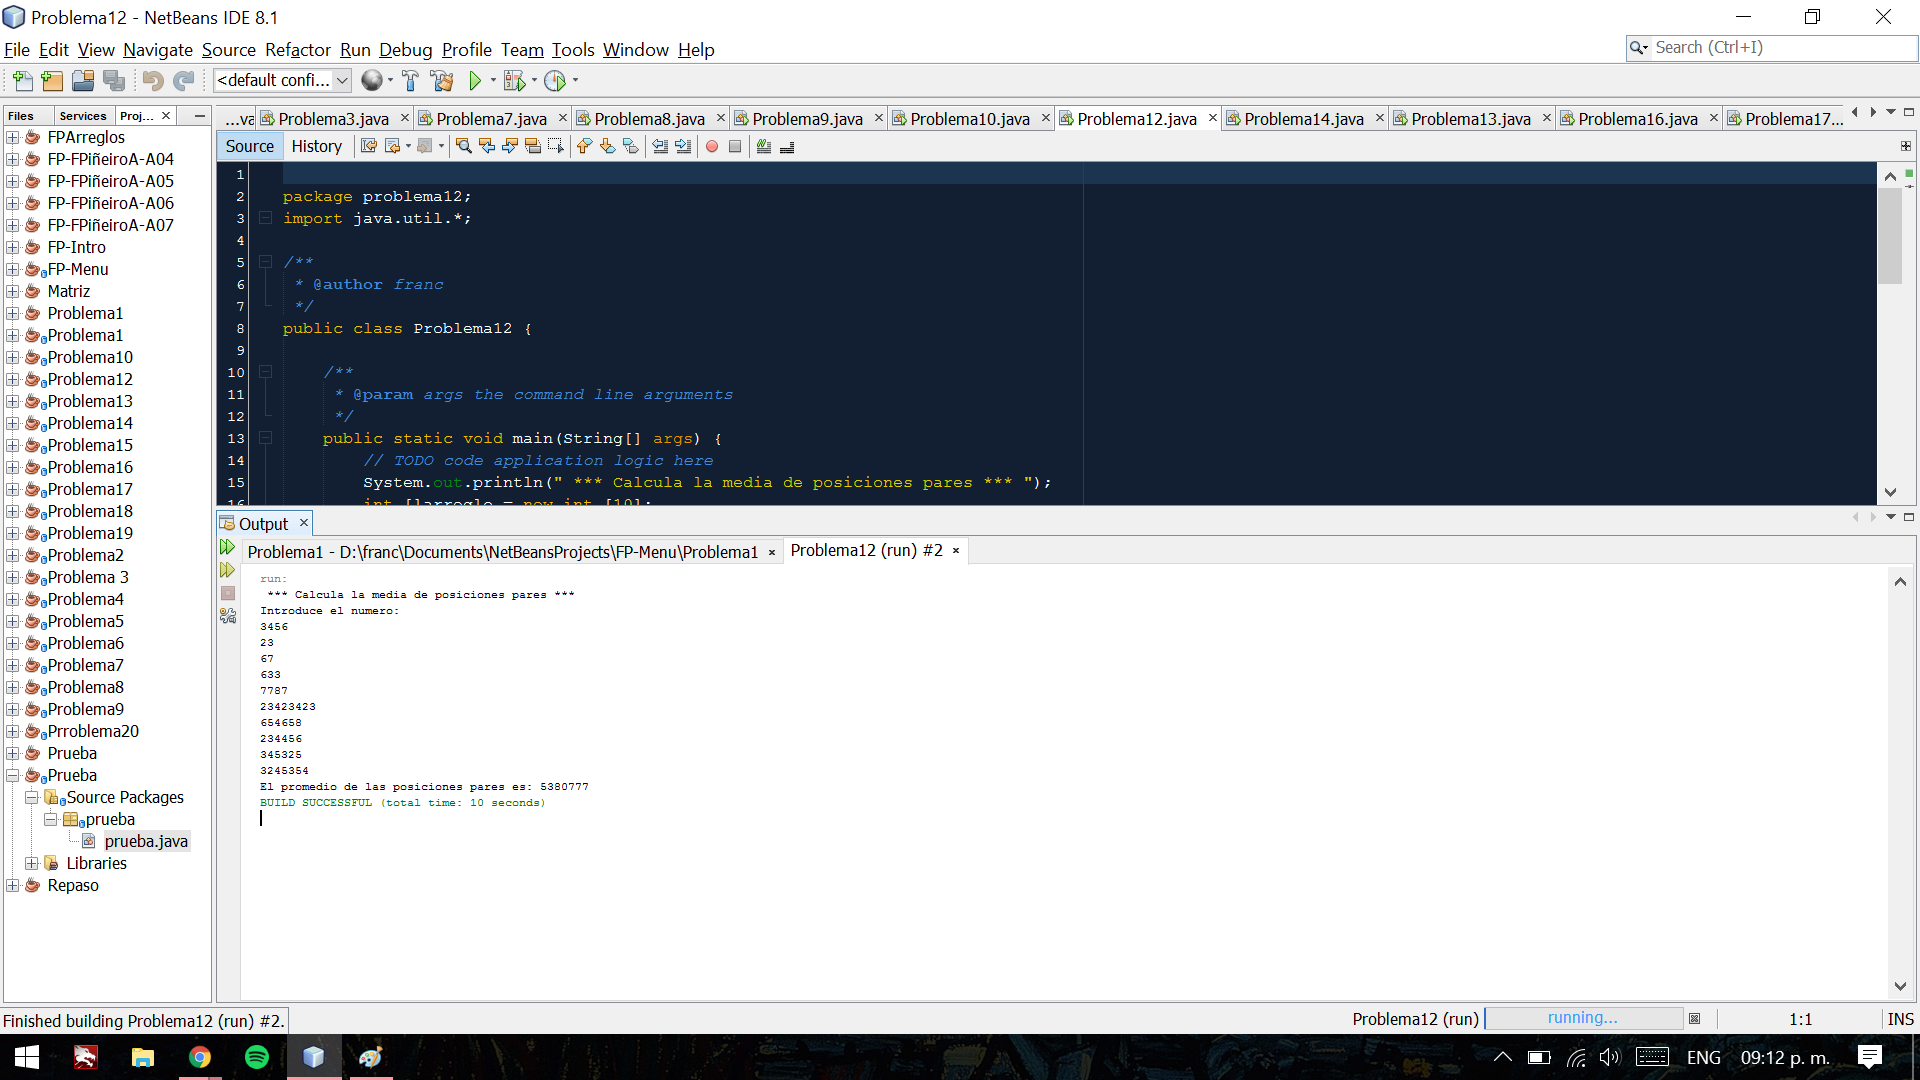 Problema12 - NetBeans IDE 8.1
File Edit View Navigate Source Refactor Run Debug Profile Team Tools Window Help
Search (Ctrl+I)
<default confi...
Files Services Proj...
...va Problema3.java Problema7.java Problema8.java Problema9.java Problema10.java Problema12.java Problema14.java Problema13.java Problema16.java Problema17...
Source History
FPArreglos
FP-FPiñeiroA-A04
FP-FPiñeiroA-A05
FP-FPiñeiroA-A06
FP-FPiñeiroA-A07
FP-Intro
FP-Menu
Matriz
Problema1
Problema1
Problema10
Problema12
Problema13
Problema14
Problema15
Problema16
Problema17
Problema18
Problema19
Problema2
Problema 3
Problema4
Problema5
Problema6
Problema7
Problema8
Problema9
Prroblema20
Prueba
Prueba
Source Packages
prueba
prueba.java
Libraries
Repaso
1
2 package problema12;
3 import java.util.*;
4
5 /**
6 * @author franc
7 */
8 public class Problema12 {
9
10 /**
11 * @param args the command line arguments
12 */
13 public static void main(String[] args) {
14 // TODO code application logic here
15 System.out.println(" *** Calcula la media de posiciones pares *** ");
16 int []arreglo = new int [10];
Output
Problema1 - D:\franc\Documents\NetBeansProjects\FP-Menu\Problema1 Problema12 (run) #2
run:
*** Calcula la media de posiciones pares ***
Introduce el numero:
3456
23
67
633
7787
23423423
654658
234456
345325
3245354
El promedio de las posiciones pares es: 5380777
BUILD SUCCESSFUL (total time: 10 seconds)
Finished building Problema12 (run) #2.
Problema12 (run) running... 1:1 INS
ENG 09:12 p. m.